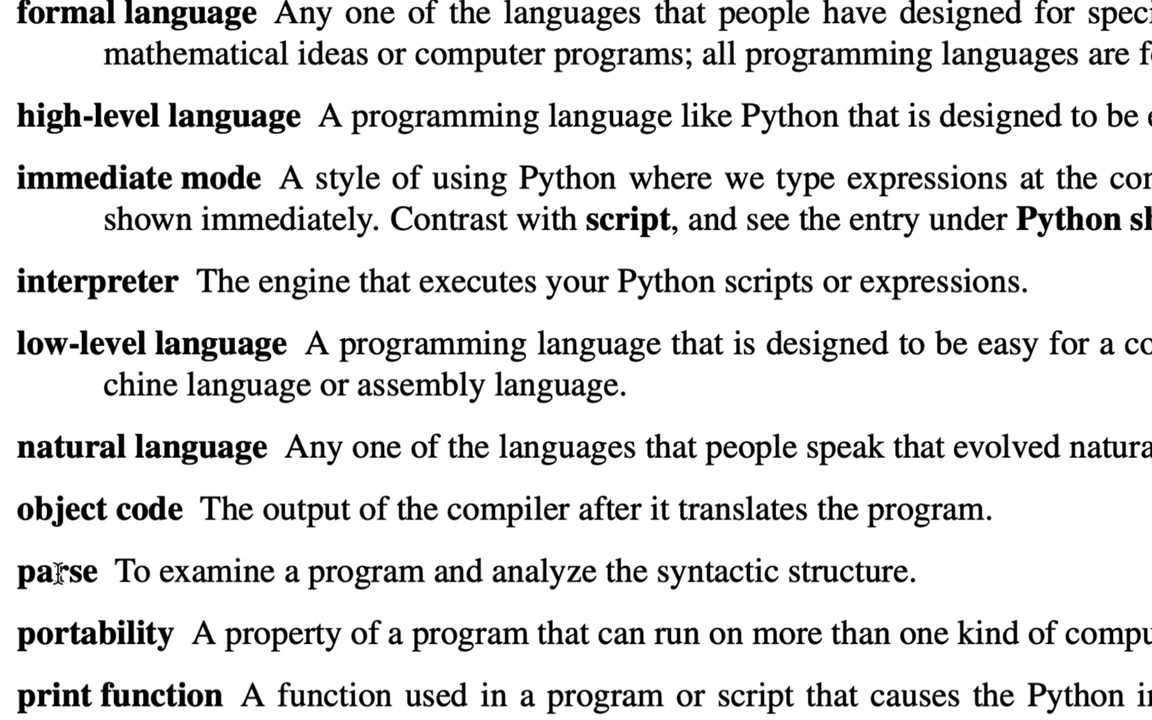 formal language Any one of the languages that people have designed for
mathematical ideas or computer programs; all programming languages are
high-level language A programming language like Python that is designed to be
immediate mode A style of using Python where we type expressions at the
shown immediately. Contrast with script, and see the entry under Python
interpreter The engine that executes your Python scripts or expressions.
low-level language A programming language that is designed to be easy for a
chine language or assembly language.
natural language Any one of the languages that people speak that evolved
object code The output of the compiler after it translates the program.
parse To examine a program and analyze the syntactic structure.
portability A property of a program that can run on more than one kind of
print function A function used in a program or script that causes the Python